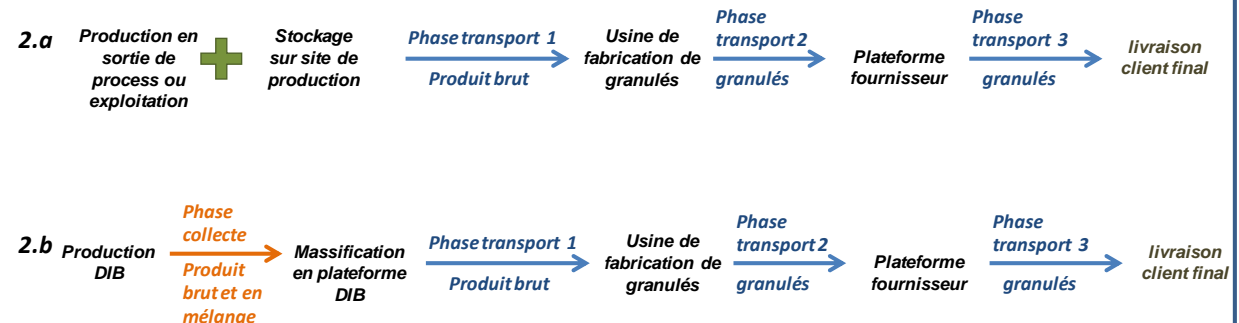 2.a
Production en
sortie de
process ou
exploitation
Stockage
sur site de
production
Phase transport 1
Produit brut
Usine de
fabrication de
granulés
Phase
transport 2
granulés
Plateforme
fournisseur
Phase
transport 3
granulés
livraison
client final
2.b
Production
DIB
Phase
collecte
Produit
brut et en
mélange
Massification
en plateforme
DIB
Phase transport 1
Produit brut
Usine de
fabrication de
granulés
Phase
transport 2
granulés
Plateforme
fournisseur
Phase
transport 3
granulés
livraison
client final